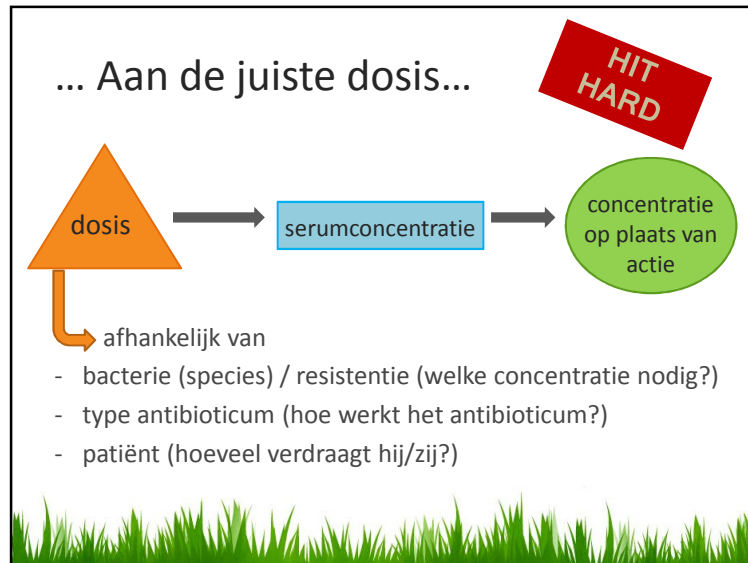 ... Aan de juiste dosis...
HIT
HARD
dosis
serumconcentratie
concentratie
op plaats van
actie
afhankelijk van
- bacterie (species) / resistentie (welke concentratie nodig?)
- type antibioticum (hoe werkt het antibioticum?)
- patiënt (hoeveel verdraagt hij/zij?)